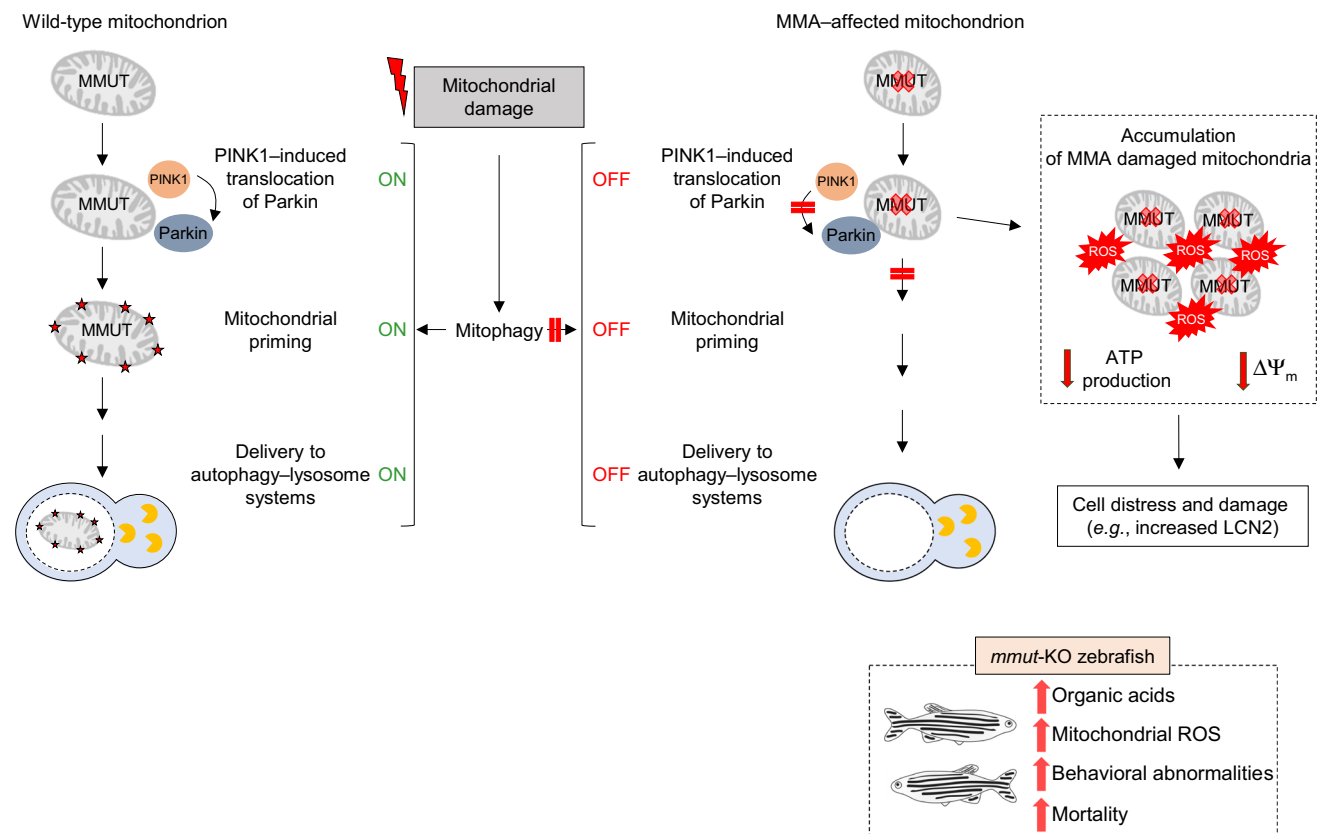 Wild-type mitochondrion
MMUT
MMUT
PINK1
Parkin
MMUT
PINK1–induced
translocation
of Parkin
ON
Mitochondrial
priming
ON
Delivery to
autophagy–lysosome
systems
ON
Mitochondrial
damage
Mitophagy
OFF
OFF
OFF
MMA–affected mitochondrion
MMUT
PINK1–induced
translocation
of Parkin
PINK1
Parkin
MMUT
Mitochondrial
priming
Delivery to
autophagy–lysosome
systems
Accumulation
of MMA damaged mitochondria
MMUT
MMUT
ROS
ROS
ROS
MMUT
MMUT
ROS
ATP
production
ΔΨm
Cell distress and damage
(e.g., increased LCN2)
mmut-KO zebrafish
Organic acids
Mitochondrial ROS
Behavioral abnormalities
Mortality